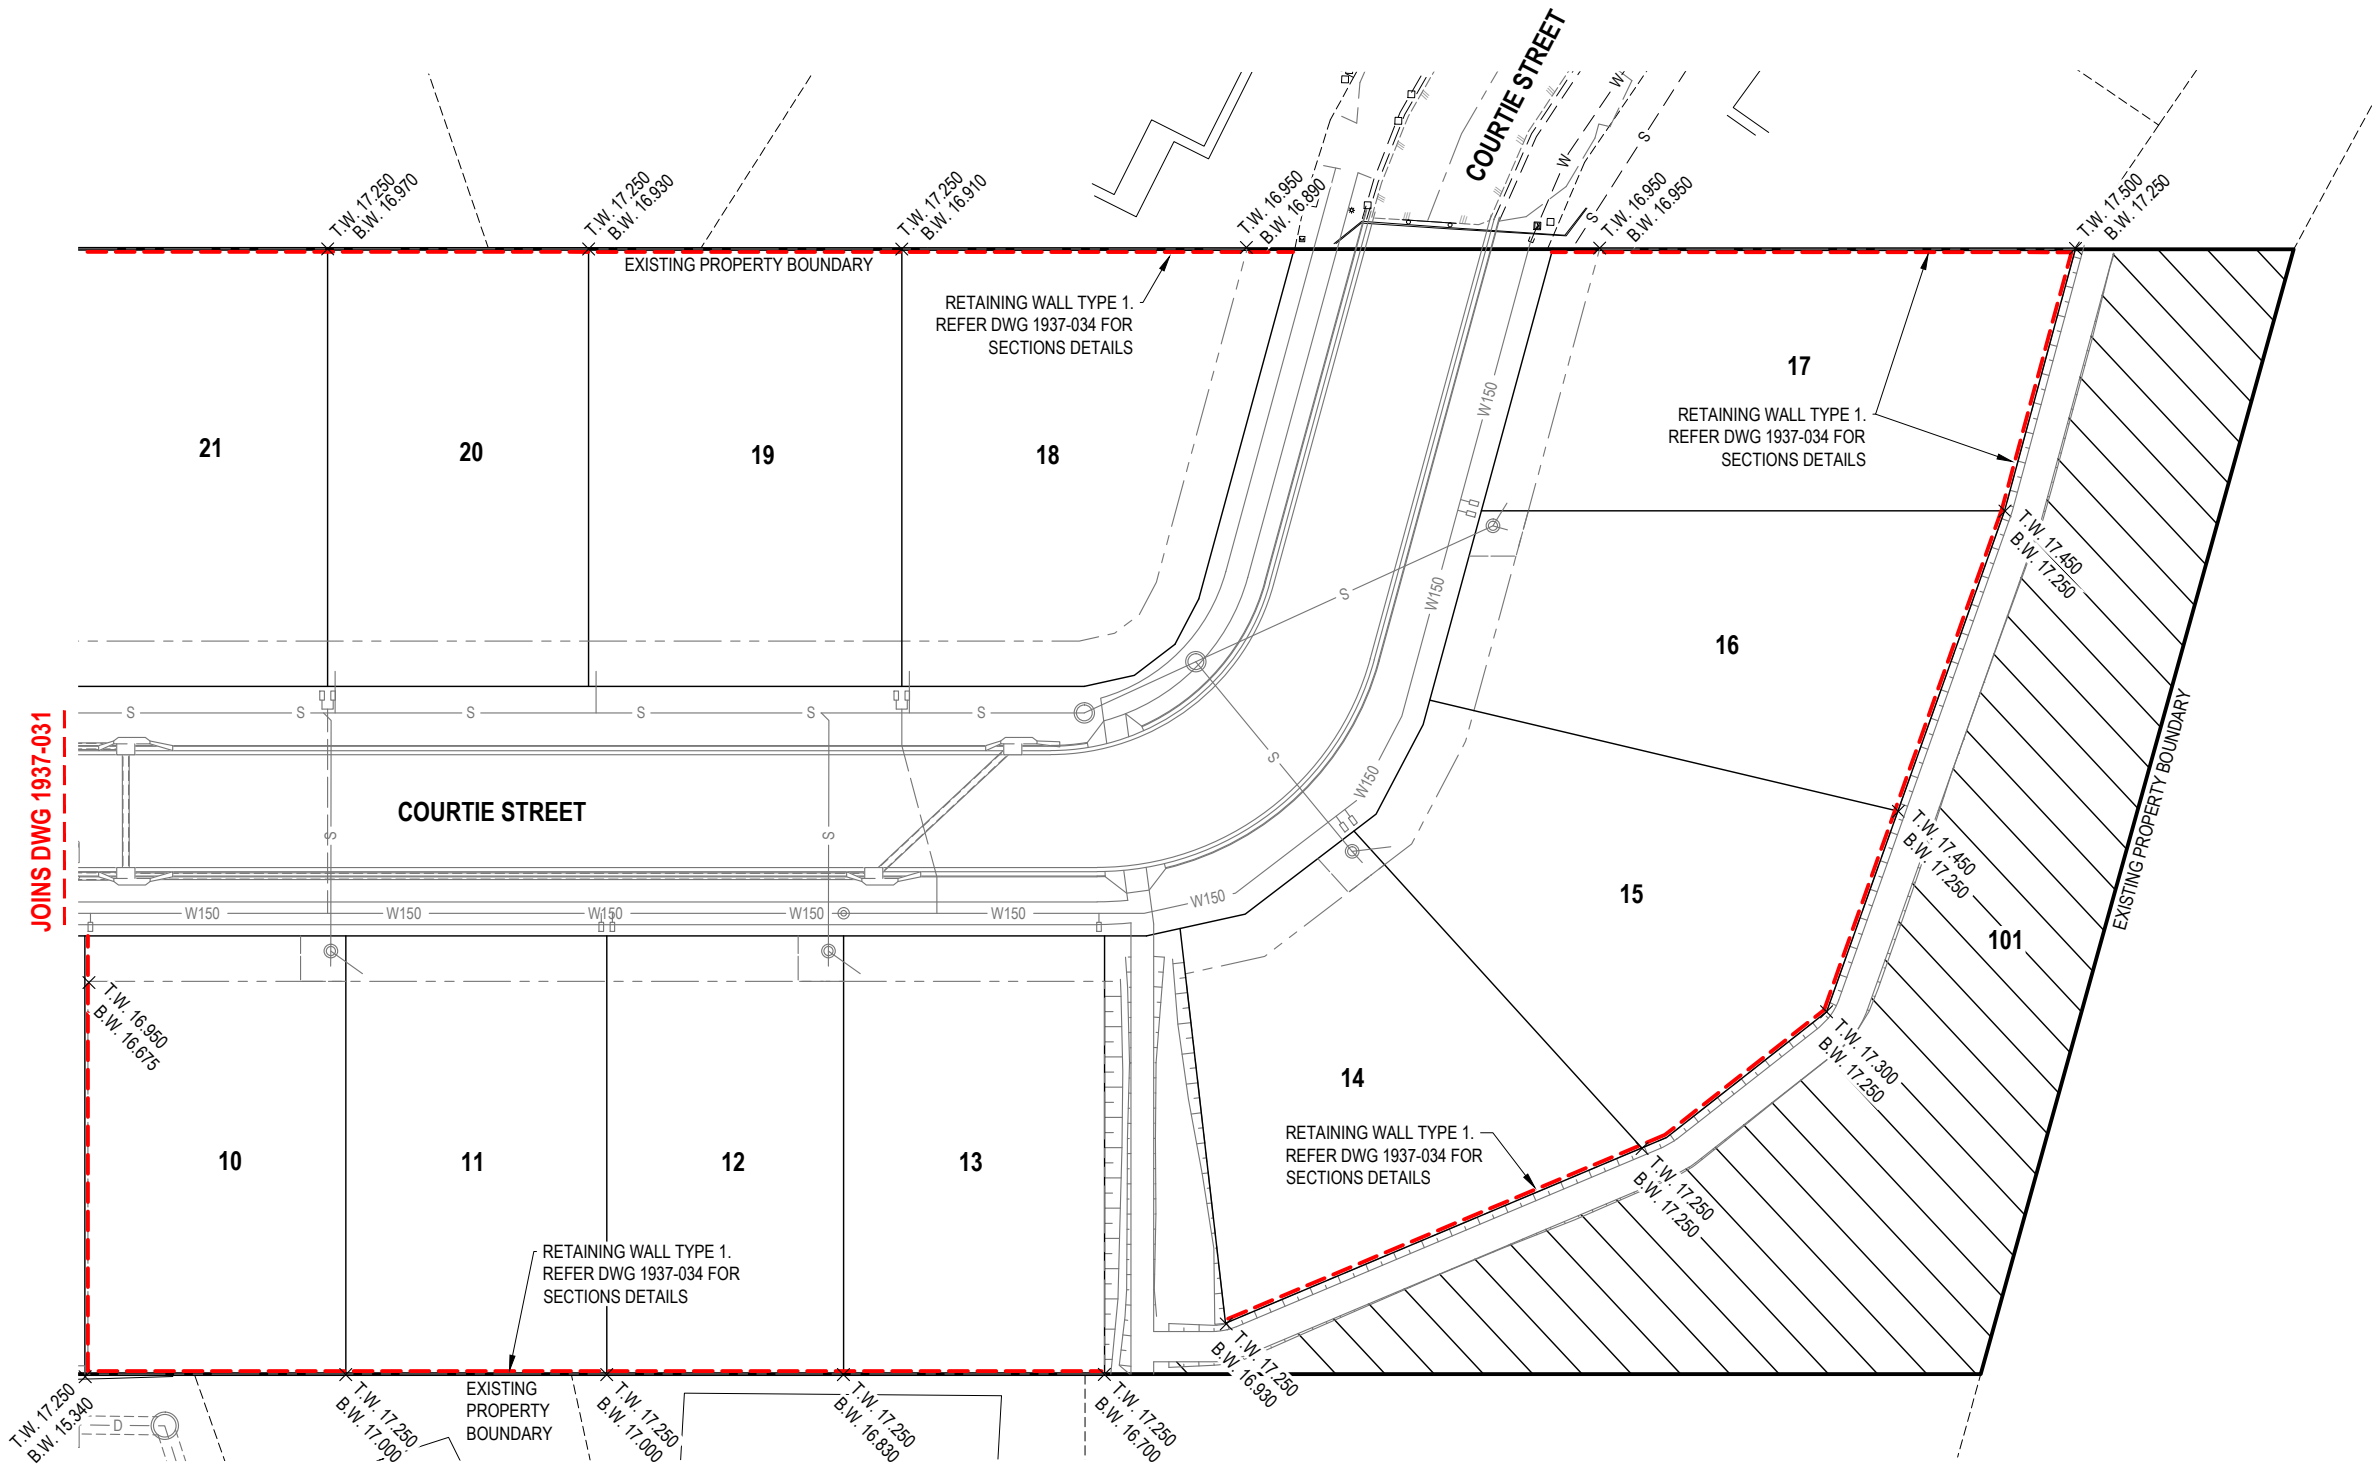 COURTIE STREET
W
W
S
S
T.W. 17.250
B.W. 16.970
T.W. 17.250
B.W. 16.930
T.W. 17.250
B.W. 16.910
T.W. 16.950
B.W. 16.890
T.W. 16.950
B.W. 16.950
T.W. 17.500
B.W. 17.250
EXISTING PROPERTY BOUNDARY
RETAINING WALL TYPE 1.
REFER DWG 1937-034 FOR
SECTIONS DETAILS
17
RETAINING WALL TYPE 1.
REFER DWG 1937-034 FOR
SECTIONS DETAILS
W150
21
20
19
18
T.W. 17.450
B.W. 17.250
S
W150
16
EXISTING PROPERTY BOUNDARY
JOINS DWG 1937-031
S
S
S
S
S
S
S
W150
COURTIE STREET
S
S
T.W. 17.450
B.W. 17.250
15
101
W150
W150
W150
W150
W150
W150
T.W. 16.950
B.W. 16.675
T.W. 17.300
B.W. 17.250
14
RETAINING WALL TYPE 1.
REFER DWG 1937-034 FOR
SECTIONS DETAILS
10
11
12
13
T.W. 17.250
B.W. 17.250
RETAINING WALL TYPE 1.
REFER DWG 1937-034 FOR
SECTIONS DETAILS
T.W. 17.250
B.W. 16.930
T.W. 17.250
B.W. 15.340
D
T.W. 17.250
B.W. 17.000
EXISTING
PROPERTY
BOUNDARY
T.W. 17.250
B.W. 17.000
T.W. 17.250
B.W. 16.830
T.W. 17.250
B.W. 16.700